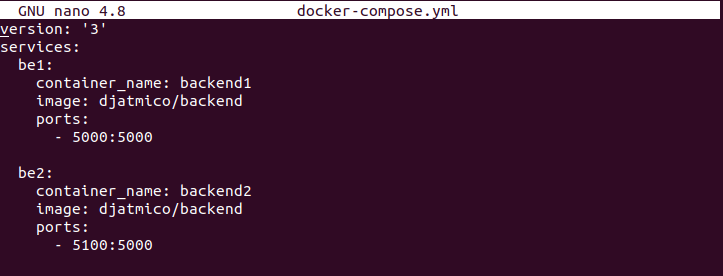 GNU nano 4.8 docker-compose.yml
version: '3'
services:
  be1:
    container_name: backend1
    image: djatmico/backend
    ports:
      - 5000:5000

  be2:
    container_name: backend2
    image: djatmico/backend
    ports:
      - 5100:5000